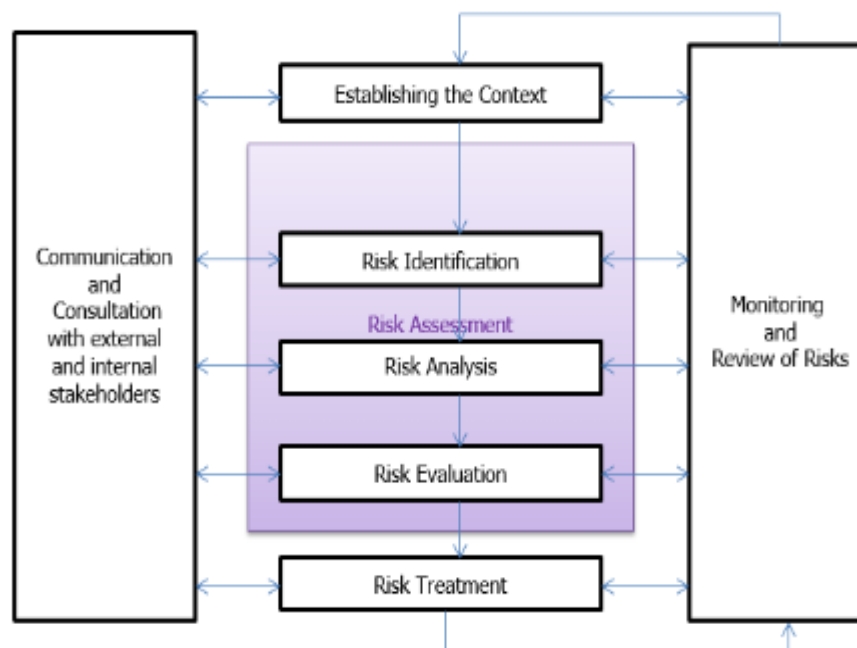 Establishing the Context
Communication
and
Consultation
with external
and internal
stakeholders
Risk Identification
Risk Assessment
Risk Analysis
Risk Evaluation
Risk Treatment
Monitoring
and
Review of Risks